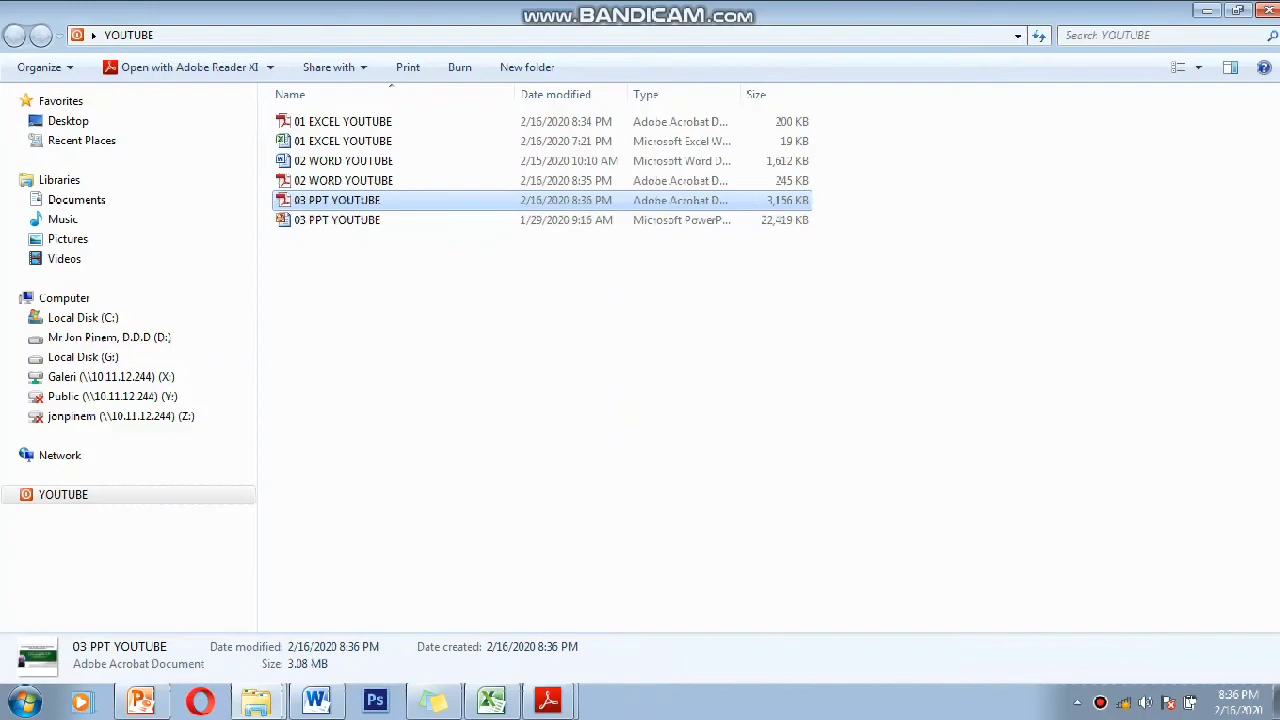 www.BANDICAM.com
YOUTUBE
Search YOUTUBE
Organize
Open with Adobe Reader XI
Share with
Print
Burn
New folder
Name
Date modified
Type
Size
Favorites
Desktop
Recent Places
Libraries
Documents
Music
Pictures
Videos
Computer
Local Disk (C:)
Mr Jon Pinem, D.D.D (D:)
Local Disk (G:)
Galeri (\\10.11.12.244) (X:)
Public (\\10.11.12.244) (Y:)
jonpinem (\\10.11.12.244) (Z:)
Network
YOUTUBE
01 EXCEL YOUTUBE 2/16/2020 8:34 PM Adobe Acrobat D... 200 KB
01 EXCEL YOUTUBE 2/16/2020 7:21 PM Microsoft Excel W... 19 KB
02 WORD YOUTUBE 2/15/2020 10:10 AM Microsoft Word D... 1,612 KB
02 WORD YOUTUBE 2/16/2020 8:35 PM Adobe Acrobat D... 245 KB
03 PPT YOUTUBE 2/16/2020 8:36 PM Adobe Acrobat D... 3,156 KB
03 PPT YOUTUBE 1/29/2020 9:16 AM Microsoft PowerP... 22,419 KB
03 PPT YOUTUBE Date modified: 2/16/2020 8:36 PM Date created: 2/16/2020 8:36 PM
Adobe Acrobat Document Size: 3.08 MB
Ps
8:36 PM
2/16/2020